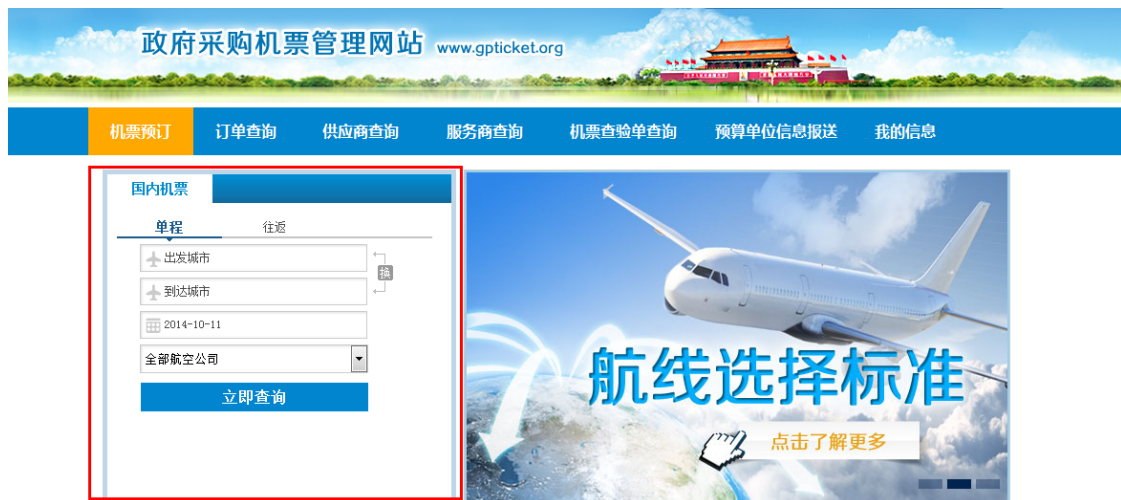 政府采购机票管理网站 www.gpticket.org
机票预订 订单查询 供应商查询 服务商查询 机票查验单查询 预算单位信息报送 我的信息
国内机票
单程 往返
出发城市
换
到达城市
2014-10-11
全部航空公司
立即查询
航线选择标准
点击了解更多